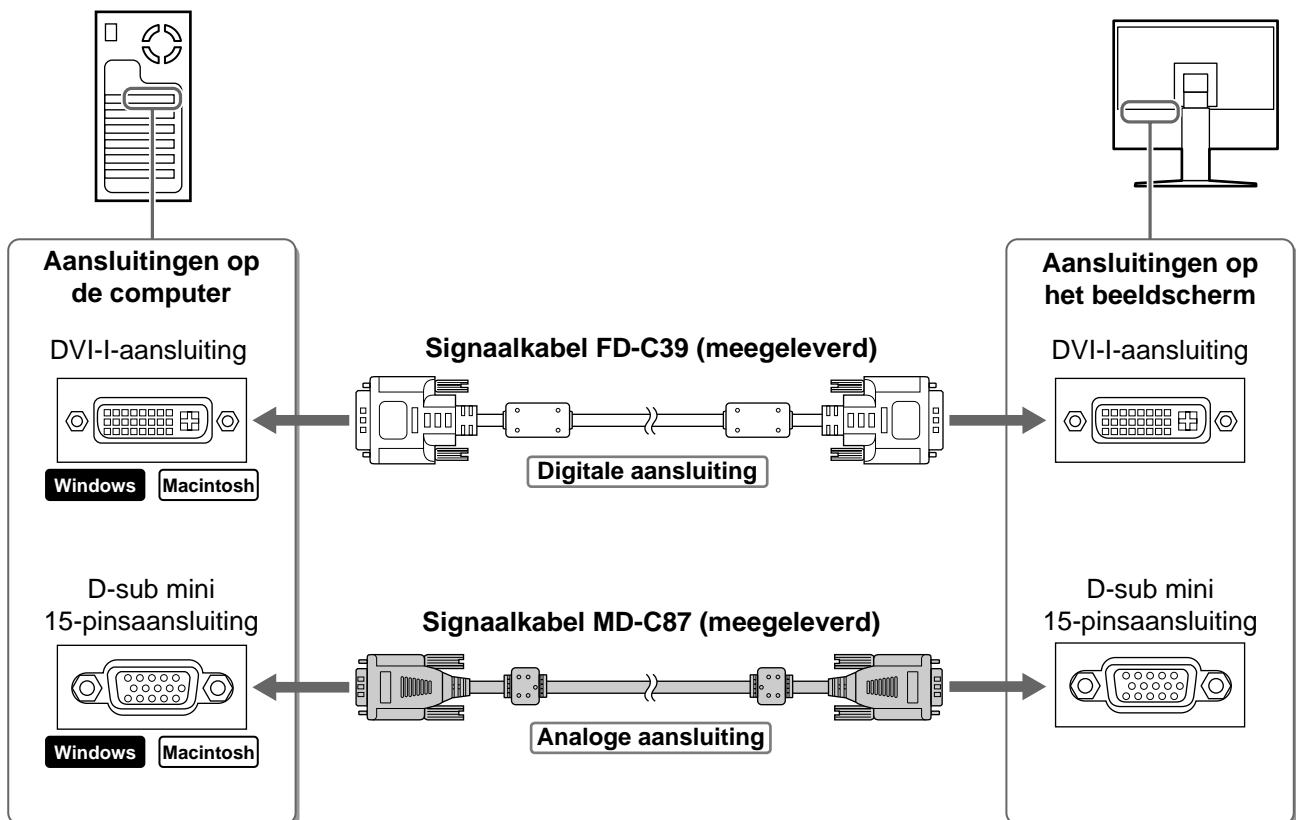 Aansluitingen op
de computer
Aansluitingen op
het beeldscherm
DVI-I-aansluiting
Signaalkabel FD-C39 (meegeleverd)
DVI-I-aansluiting
Digitale aansluiting
Windows Macintosh
D-sub mini
15-pinsaansluiting
Signaalkabel MD-C87 (meegeleverd)
D-sub mini
15-pinsaansluiting
Analoge aansluiting
Windows Macintosh